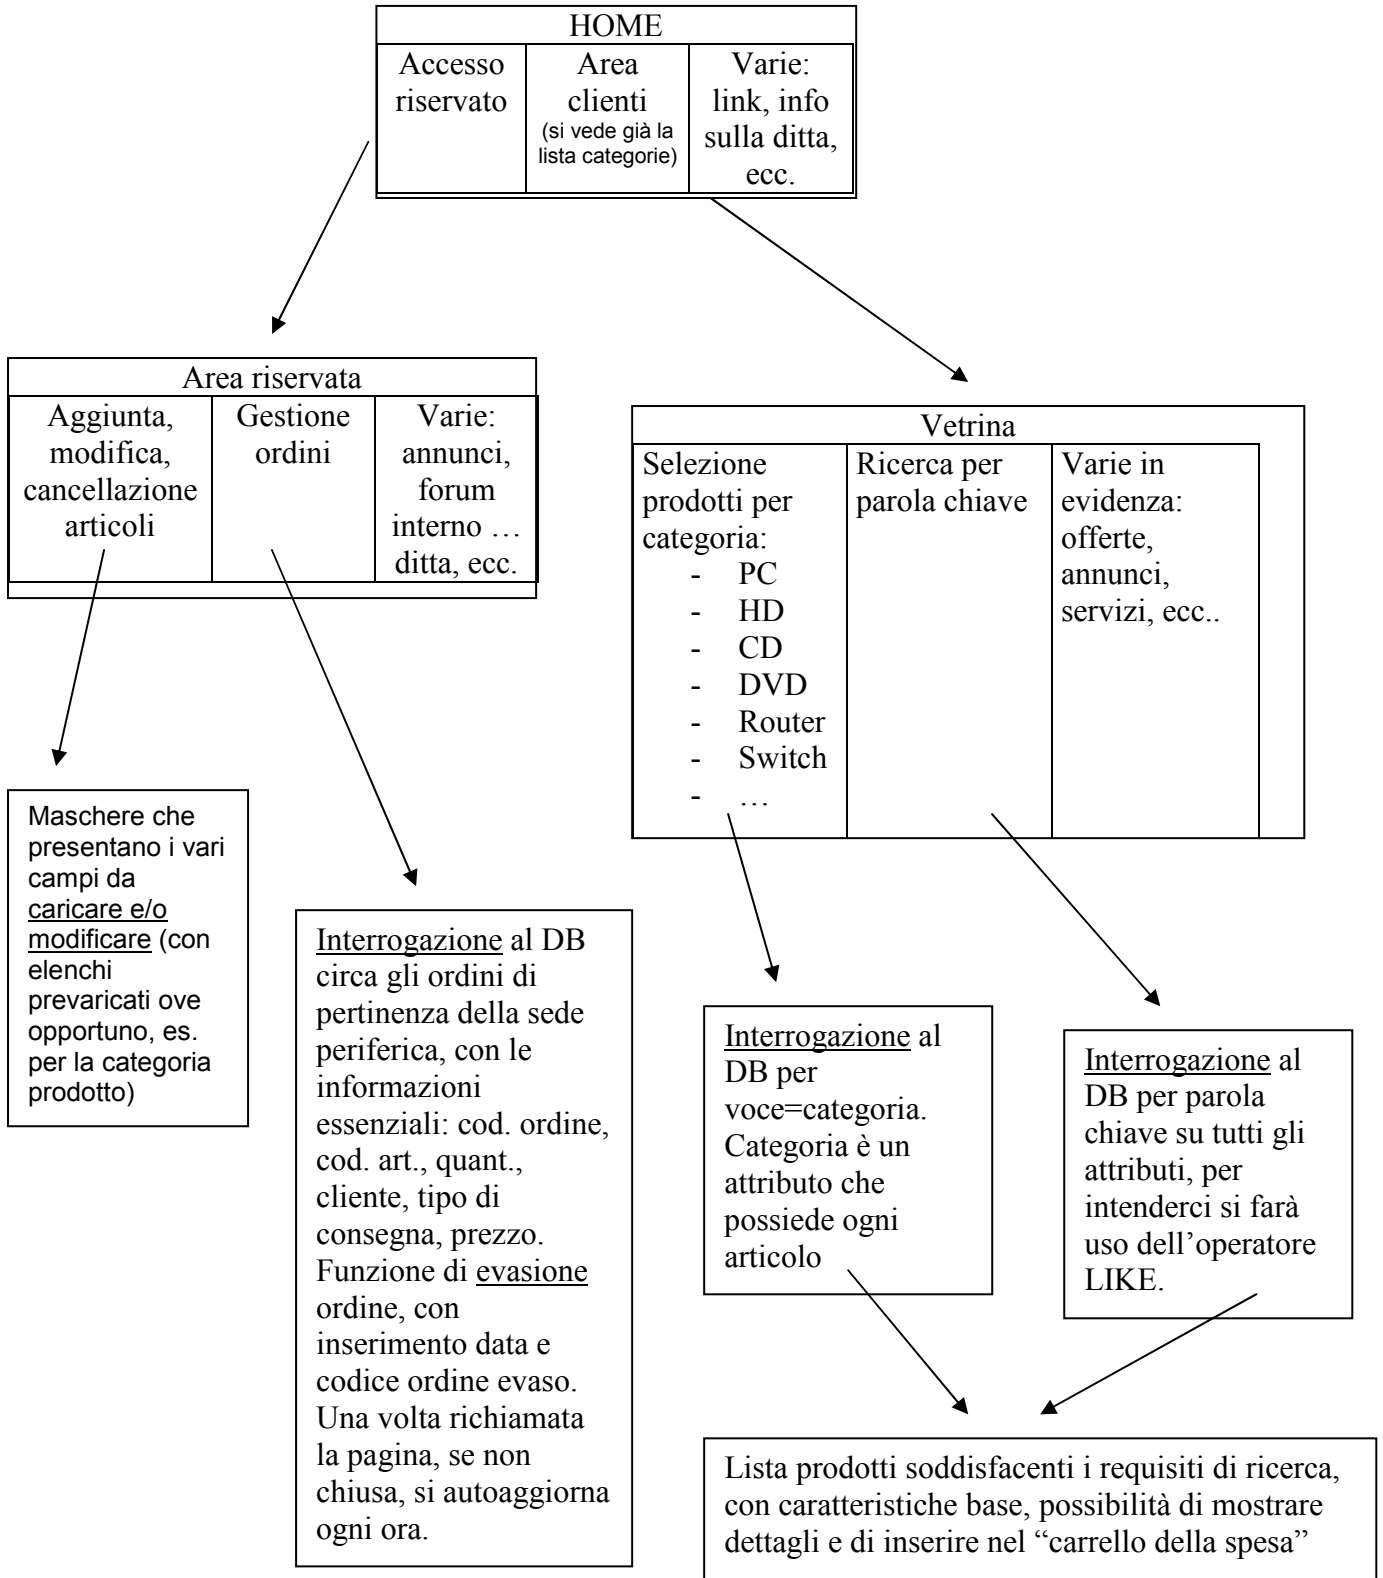 HOME
Accesso
riservato
Area
clienti
(si vede già la
lista categorie)
Varie:
link, info
sulla ditta,
ecc.
Area riservata
Aggiunta,
modifica,
cancellazione
articoli
Gestione
ordini
Varie:
annunci,
forum
interno …
ditta, ecc.
Vetrina
Selezione
prodotti per
categoria:
- PC
- HD
- CD
- DVD
- Router
- Switch
- …
Ricerca per
parola chiave
Varie in
evidenza:
offerte,
annunci,
servizi, ecc..
Maschere che
presentano i vari
campi da
caricare e/o
modificare (con
elenchi
prevaricati ove
opportuno, es.
per la categoria
prodotto)
Interrogazione al DB
circa gli ordini di
pertinenza della sede
periferica, con le
informazioni
essenziali: cod. ordine,
cod. art., quant.,
cliente, tipo di
consegna, prezzo.
Funzione di evasione
ordine, con
inserimento data e
codice ordine evaso.
Una volta richiamata
la pagina, se non
chiusa, si autoaggiorna
ogni ora.
Interrogazione al
DB per
voce=categoria.
Categoria è un
attributo che
possiede ogni
articolo
Interrogazione al
DB per parola
chiave su tutti gli
attributi, per
intenderci si farà
uso dell’operatore
LIKE.
Lista prodotti soddisfacenti i requisiti di ricerca,
con caratteristiche base, possibilità di mostrare
dettagli e di inserire nel “carrello della spesa”